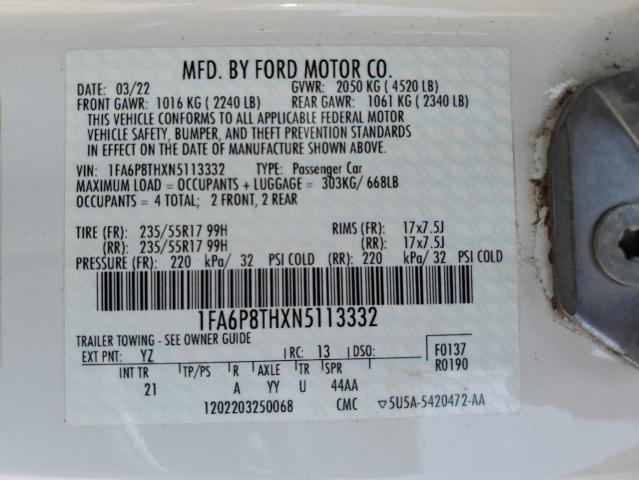 MFD. BY FORD MOTOR CO.
DATE: 03/22 GVWR: 2050 KG ( 4520 LB)
FRONT GAWR: 1016 KG ( 2240 LB) REAR GAWR: 1061 KG ( 2340 LB)
THIS VEHICLE CONFORMS TO ALL APPLICABLE FEDERAL MOTOR
VEHICLE SAFETY, BUMPER, AND THEFT PREVENTION STANDARDS
IN EFFECT ON THE DATE OF MANUFACTURE SHOWN ABOVE.
VIN: 1FA6P8THXN5113332 TYPE: Passenger Car
MAXIMUM LOAD = OCCUPANTS + LUGGAGE = 303KG/ 668LB
OCCUPANTS = 4 TOTAL; 2 FRONT, 2 REAR
TIRE (FR): 235/55R17 99H RIMS (FR): 17x7.5J
(RR): 235/55R17 99H (RR): 17x7.5J
PRESSURE (FR): 220 kPa/ 32 PSI COLD (RR): 220 kPa/ 32 PSI COLD
1FA6P8THXN5113332
TRAILER TOWING - SEE OWNER GUIDE
EXT PNT: YZ RC: 13 DSO: F0137
INT TR TP/PS R AXLE TR SPR R0190
21 A YY U 44AA
1202203250068 CMC ▽5U5A-5420472-AA